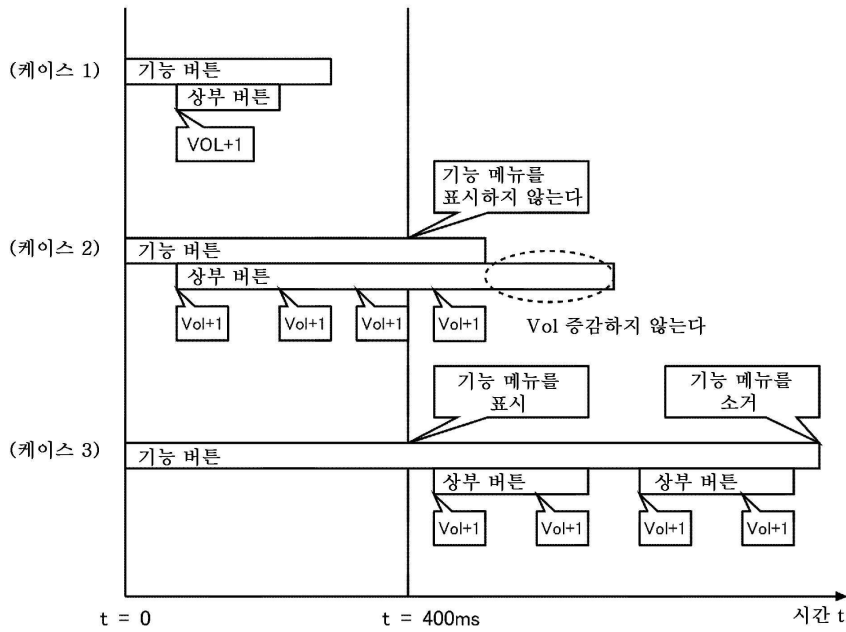 (케이스 1)
기능 버튼
상부 버튼
VOL+1
기능 메뉴를
표시하지 않는다
(케이스 2)
기능 버튼
상부 버튼
Vol+1
Vol+1
Vol+1
Vol+1
Vol 증감하지 않는다
기능 메뉴를
표시
기능 메뉴를
소거
(케이스 3)
기능 버튼
상부 버튼
상부 버튼
Vol+1
Vol+1
Vol+1
Vol+1
t = 0
t = 400ms
시간 t